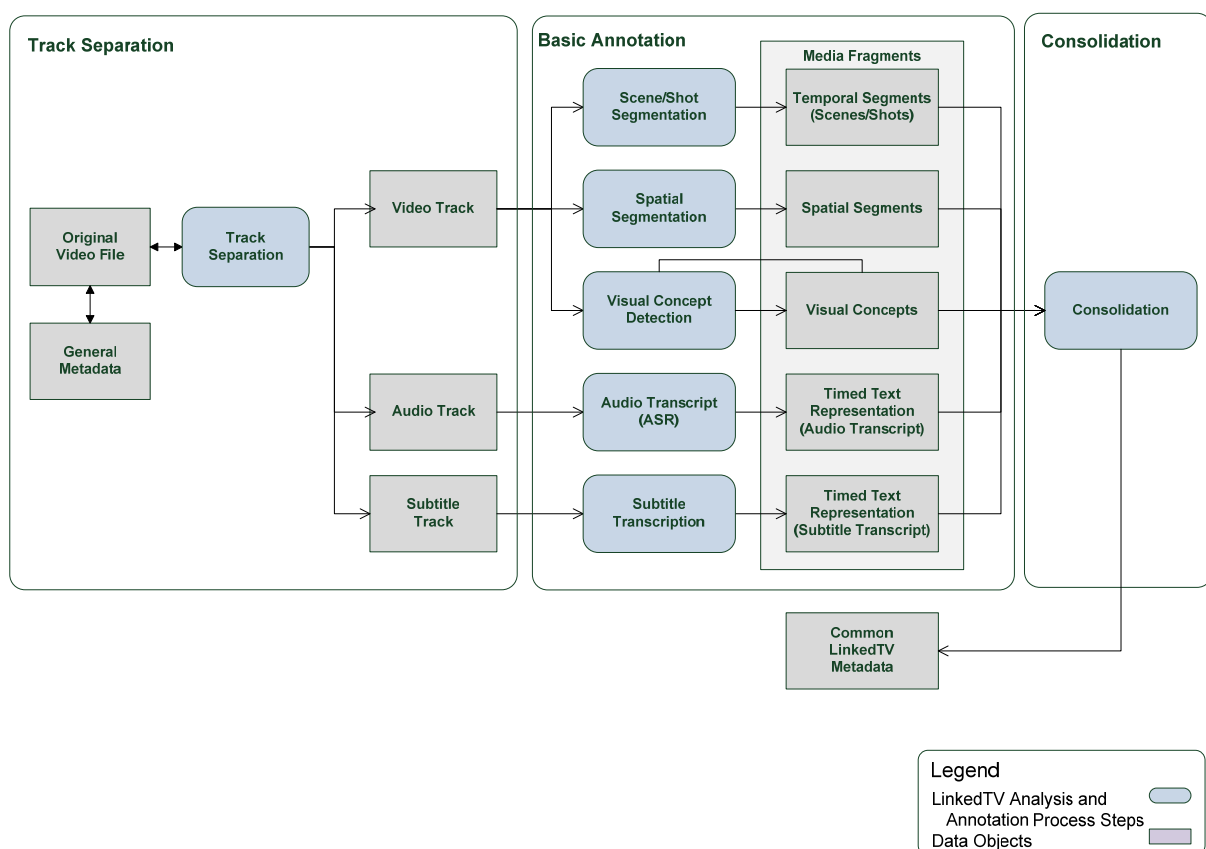 Track Separation
Original
Video File
General
Metadata
Track
Separation
Video Track
Audio Track
Subtitle
Track
Basic Annotation
Scene/Shot
Segmentation
Spatial
Segmentation
Visual Concept
Detection
Audio Transcript
(ASR)
Subtitle
Transcription
Media Fragments
Temporal Segments
(Scenes/Shots)
Spatial Segments
Visual Concepts
Timed Text
Representation
(Audio Transcript)
Timed Text
Representation
(Subtitle Transcript)
Consolidation
Consolidation
Common
LinkedTV
Metadata
Legend
LinkedTV Analysis and
Annotation Process Steps
Data Objects